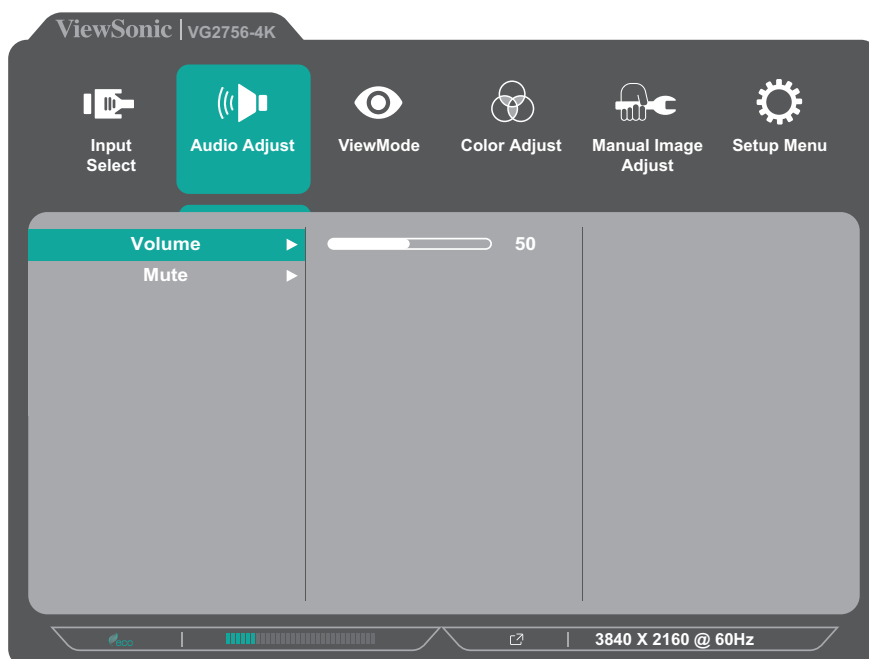 ViewSonic | VG2756-4K
Input Select
Audio Adjust
ViewMode
Color Adjust
Manual Image Adjust
Setup Menu
Volume
50
Mute
eco
3840 X 2160 @ 60Hz